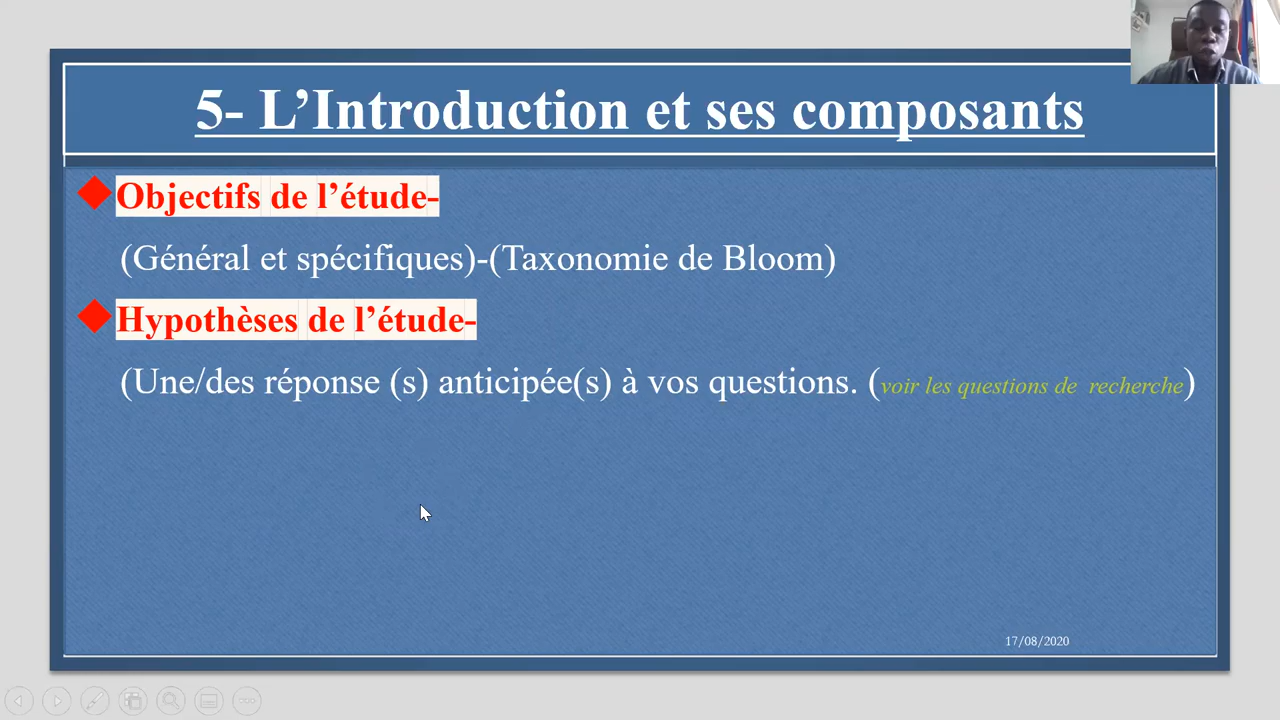 5- L’Introduction et ses composants
Objectifs de l’étude-
(Général et spécifiques)-(Taxonomie de Bloom)
Hypothèses de l’étude-
(Une/des réponse (s) anticipée(s) à vos questions. (voir les questions de recherche)
17/08/2020